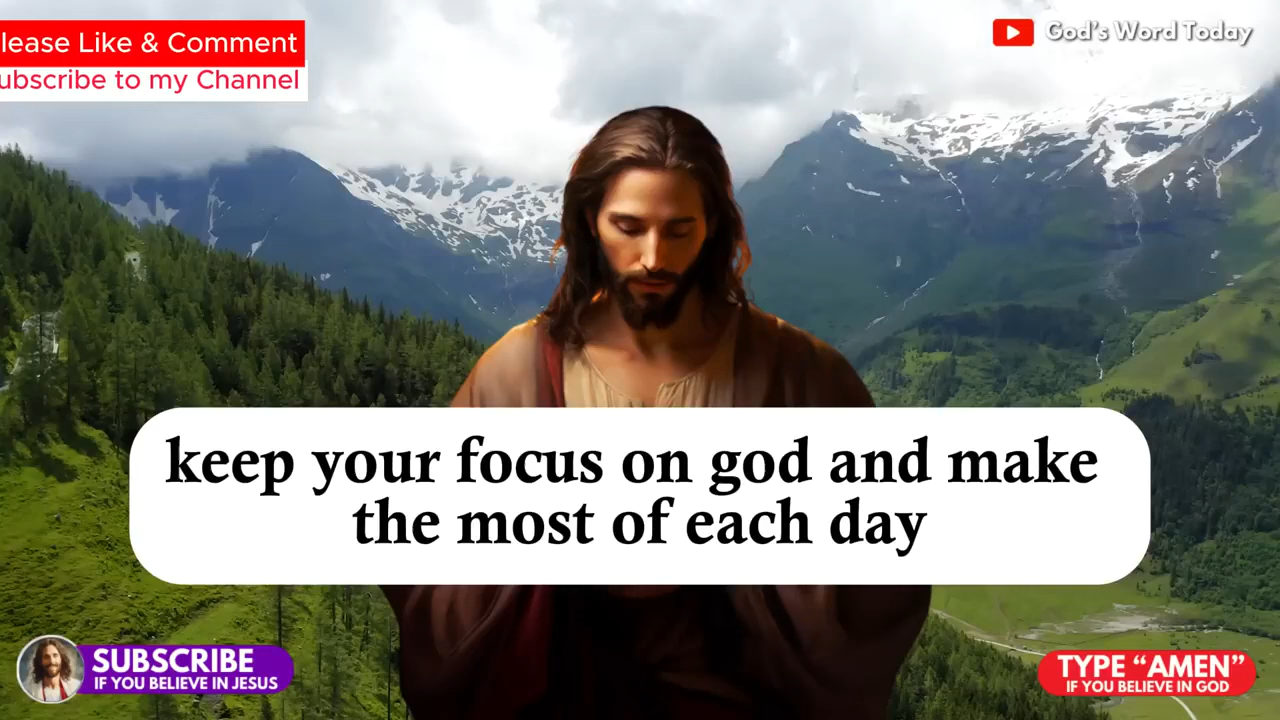 lease Like & Comment
ubscribe to my Channel
God's Word Today
keep your focus on god and make
the most of each day
SUBSCRIBE
IF YOU BELIEVE IN JESUS
TYPE “AMEN”
IF YOU BELIEVE IN GOD